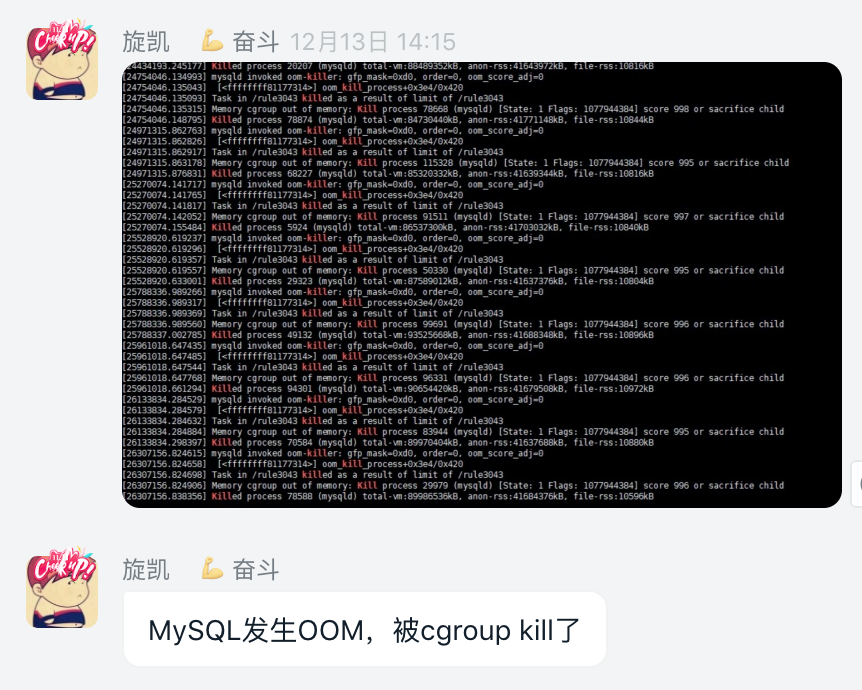 旋凯 💪 奋斗 12月13日 14:15
[24434193.245177] Killed process 20207 (mysqld) total-vm:88489352kB, anon-rss:41643972kB, file-rss:10816kB
[24754046.134993] mysqld invoked oom-killer: gfp_mask=0xd0, order=0, oom_score_adj=0
[24754046.135043]  [<ffffffff81177314>] oom_kill_process+0x3e4/0x420
[24754046.135093] Task in /rule3043 killed as a result of limit of /rule3043
[24754046.135315] Memory cgroup out of memory: Kill process 78668 (mysqld) [State: 1 Flags: 1077944384] score 998 or sacrifice child
[24754046.148795] Killed process 78874 (mysqld) total-vm:84730440kB, anon-rss:41771148kB, file-rss:10844kB
[24971315.862763] mysqld invoked oom-killer: gfp_mask=0xd0, order=0, oom_score_adj=0
[24971315.862826]  [<ffffffff81177314>] oom_kill_process+0x3e4/0x420
[24971315.862917] Task in /rule3043 killed as a result of limit of /rule3043
[24971315.863178] Memory cgroup out of memory: Kill process 115328 (mysqld) [State: 1 Flags: 1077944384] score 995 or sacrifice child
[24971315.876831] Killed process 68227 (mysqld) total-vm:85320332kB, anon-rss:41639344kB, file-rss:10816kB
[25270074.141717] mysqld invoked oom-killer: gfp_mask=0xd0, order=0, oom_score_adj=0
[25270074.141765]  [<ffffffff81177314>] oom_kill_process+0x3e4/0x420
[25270074.141817] Task in /rule3043 killed as a result of limit of /rule3043
[25270074.142052] Memory cgroup out of memory: Kill process 91511 (mysqld) [State: 1 Flags: 1077944384] score 997 or sacrifice child
[25270074.155484] Killed process 5924 (mysqld) total-vm:86537300kB, anon-rss:41703032kB, file-rss:10840kB
[25528920.619237] mysqld invoked oom-killer: gfp_mask=0xd0, order=0, oom_score_adj=0
[25528920.619296]  [<ffffffff81177314>] oom_kill_process+0x3e4/0x420
[25528920.619357] Task in /rule3043 killed as a result of limit of /rule3043
[25528920.619557] Memory cgroup out of memory: Kill process 50330 (mysqld) [State: 1 Flags: 1077944384] score 995 or sacrifice child
[25528920.633001] Killed process 29323 (mysqld) total-vm:87589012kB, anon-rss:41637376kB, file-rss:10804kB
[25788336.989266] mysqld invoked oom-killer: gfp_mask=0xd0, order=0, oom_score_adj=0
[25788336.989317]  [<ffffffff81177314>] oom_kill_process+0x3e4/0x420
[25788336.989369] Task in /rule3043 killed as a result of limit of /rule3043
[25788336.989560] Memory cgroup out of memory: Kill process 99691 (mysqld) [State: 1 Flags: 1077944384] score 996 or sacrifice child
[25788337.002785] Killed process 49132 (mysqld) total-vm:93525668kB, anon-rss:41688348kB, file-rss:10896kB
[25961018.647435] mysqld invoked oom-killer: gfp_mask=0xd0, order=0, oom_score_adj=0
[25961018.647485]  [<ffffffff81177314>] oom_kill_process+0x3e4/0x420
[25961018.647544] Task in /rule3043 killed as a result of limit of /rule3043
[25961018.647768] Memory cgroup out of memory: Kill process 96331 (mysqld) [State: 1 Flags: 1077944384] score 996 or sacrifice child
[25961018.661294] Killed process 94301 (mysqld) total-vm:90654420kB, anon-rss:41679508kB, file-rss:10972kB
[26133834.284529] mysqld invoked oom-killer: gfp_mask=0xd0, order=0, oom_score_adj=0
[26133834.284579]  [<ffffffff81177314>] oom_kill_process+0x3e4/0x420
[26133834.284632] Task in /rule3043 killed as a result of limit of /rule3043
[26133834.284884] Memory cgroup out of memory: Kill process 83944 (mysqld) [State: 1 Flags: 1077944384] score 995 or sacrifice child
[26133834.298397] Killed process 70584 (mysqld) total-vm:89970404kB, anon-rss:41637688kB, file-rss:10880kB
[26307156.824615] mysqld invoked oom-killer: gfp_mask=0xd0, order=0, oom_score_adj=0
[26307156.824658]  [<ffffffff81177314>] oom_kill_process+0x3e4/0x420
[26307156.824698] Task in /rule3043 killed as a result of limit of /rule3043
[26307156.824906] Memory cgroup out of memory: Kill process 29979 (mysqld) [State: 1 Flags: 1077944384] score 996 or sacrifice child
[26307156.838356] Killed process 78588 (mysqld) total-vm:89986536kB, anon-rss:41684376kB, file-rss:10596kB
旋凯 💪 奋斗
MySQL发生OOM，被cgroup kill了